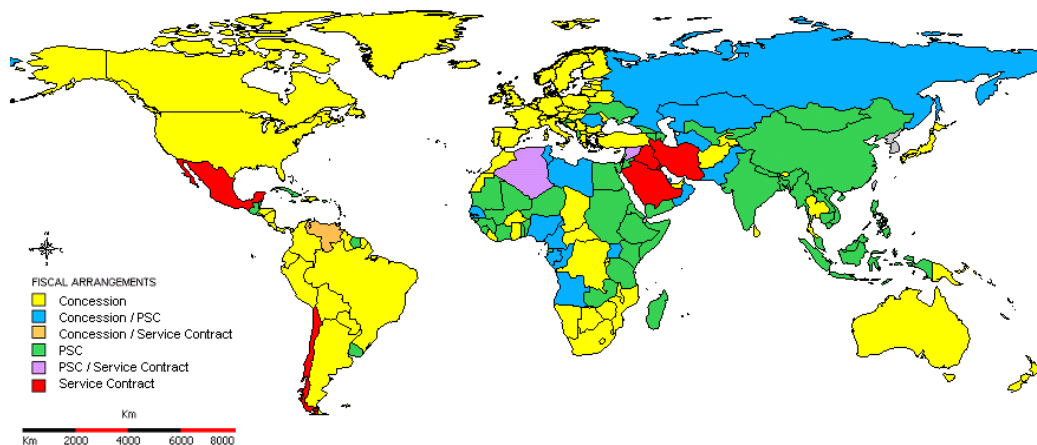 FISCAL ARRANGEMENTS
Concession
Concession / PSC
Concession / Service Contract
PSC
PSC / Service Contract
Service Contract
Km
Km 2000 4000 6000 8000